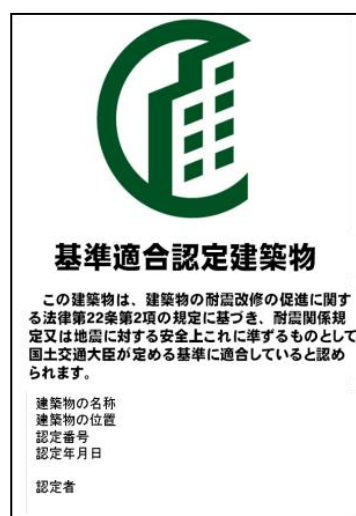 基準適合認定建築物
この建築物は、建築物の耐震改修の促進に関す
る法律第22条第2項の規定に基づき、耐震関係規
定又は地震に対する安全上これに準ずるものとして
国土交通大臣が定める基準に適合していると認め
られます。
建築物の名称
建築物の位置
認定番号
認定年月日
認定者